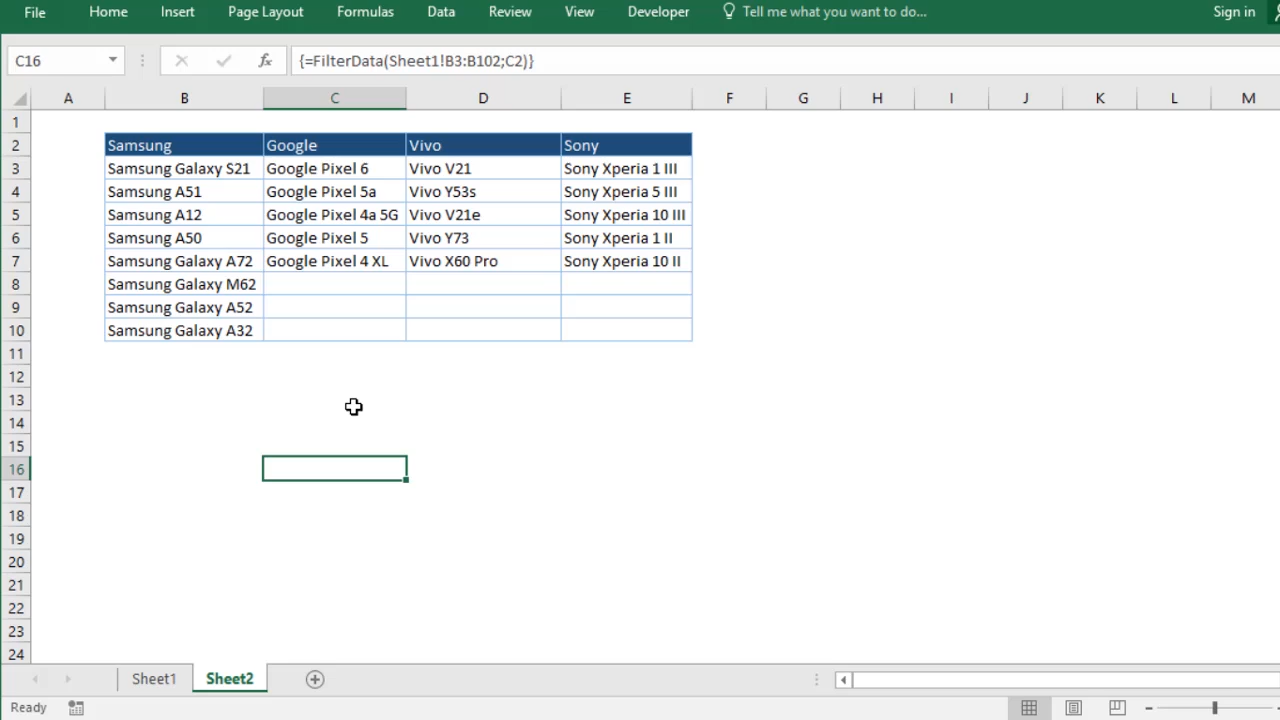 File Home Insert Page Layout Formulas Data Review View Developer Tell me what you want to do... Sign in
C16 fx {=FilterData(Sheet1!B3:B102;C2)}
A B C D E F G H I J K L M
1
2 Samsung Google Vivo Sony
3 Samsung Galaxy S21 Google Pixel 6 Vivo V21 Sony Xperia 1 III
4 Samsung A51 Google Pixel 5a Vivo Y53s Sony Xperia 5 III
5 Samsung A12 Google Pixel 4a 5G Vivo V21e Sony Xperia 10 III
6 Samsung A50 Google Pixel 5 Vivo Y73 Sony Xperia 1 II
7 Samsung Galaxy A72 Google Pixel 4 XL Vivo X60 Pro Sony Xperia 10 II
8 Samsung Galaxy M62
9 Samsung Galaxy A52
10 Samsung Galaxy A32
11
12
13
14
15
16
17
18
19
20
21
22
23
24
Sheet1 Sheet2
Ready